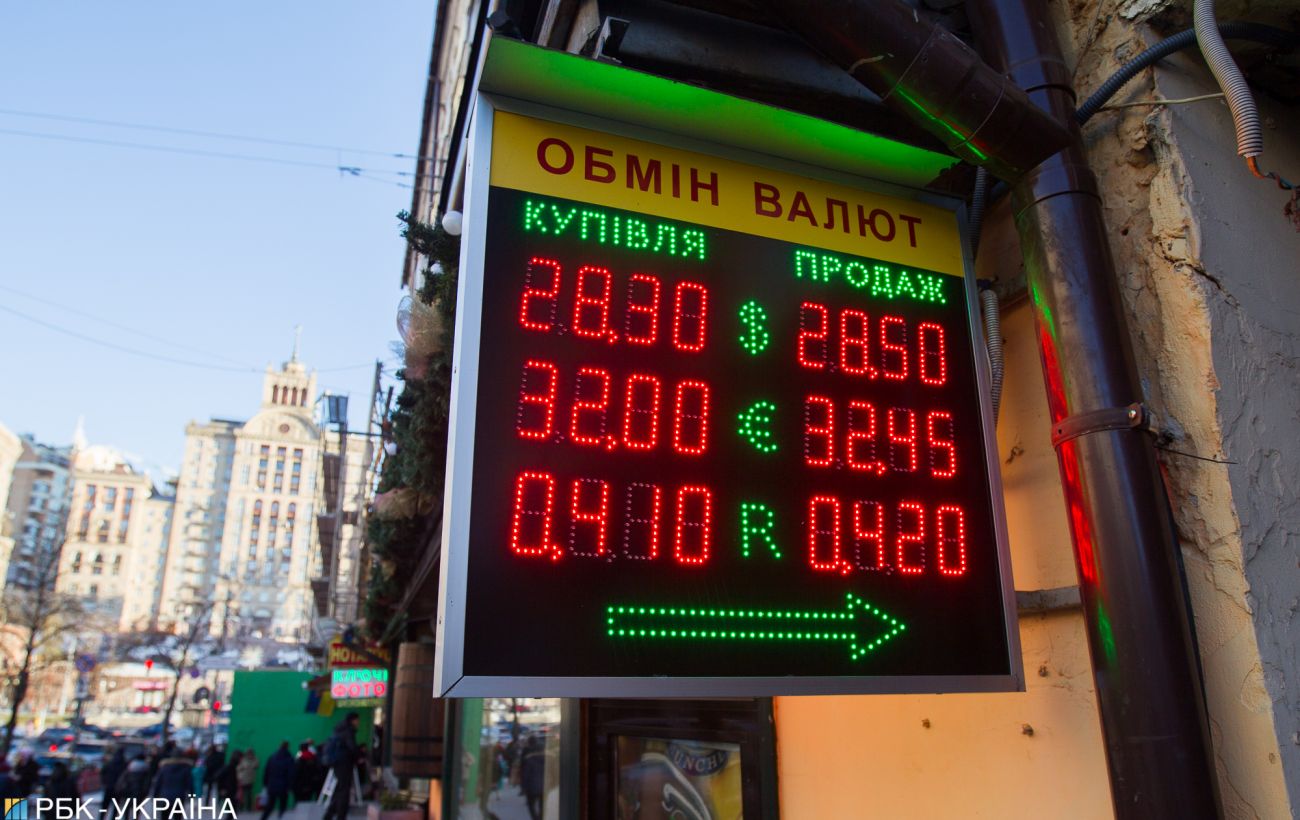 ОБМІН ВАЛЮТ
КУПІВЛЯ ПРОДАЖ
28,30 $ 28,50
32,00 € 32,45
0,410 R 0,420
КЛЮЧІ
ФОТО
РБК-УКРАЇНА